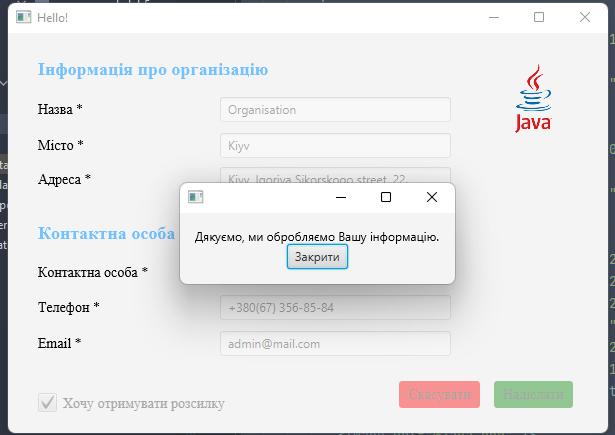 Hello!
Інформація про організацію
Java
Назва * Organisation
Місто * Kiyv
Адреса * Kiyv, Igoriya Sikorskogo street, 22.
Дякуємо, ми обробляємо Вашу інформацію.
Закрити
Контактна особа
Контактна особа *
Телефон * +380(67) 356-85-84
Email * admin@mail.com
Хочу отримувати розсилку
Скасувати Надіслати